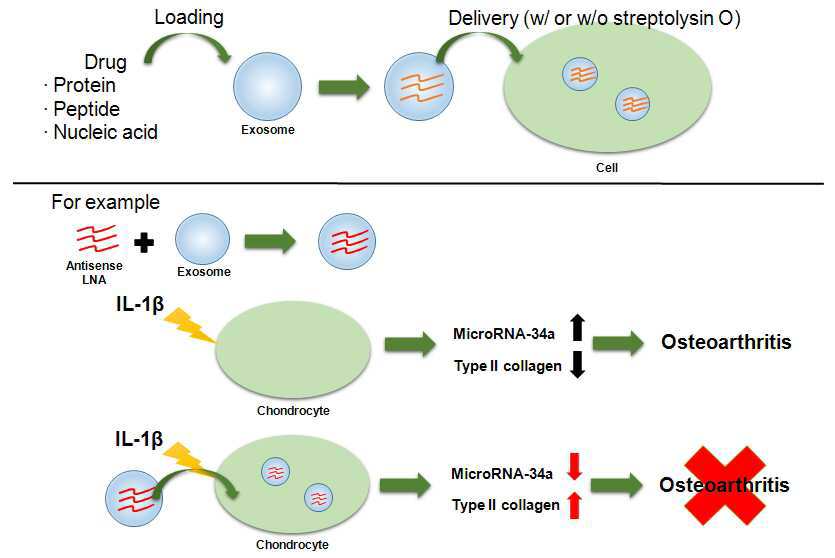 Loading
Delivery (w/ or w/o streptolysin O)
Drug
· Protein
· Peptide
· Nucleic acid
Exosome
Cell
For example
Antisense
LNA
Exosome
IL-1β
MicroRNA-34a
Type II collagen
Osteoarthritis
Chondrocyte
IL-1β
MicroRNA-34a
Type II collagen
Osteoarthritis
Chondrocyte